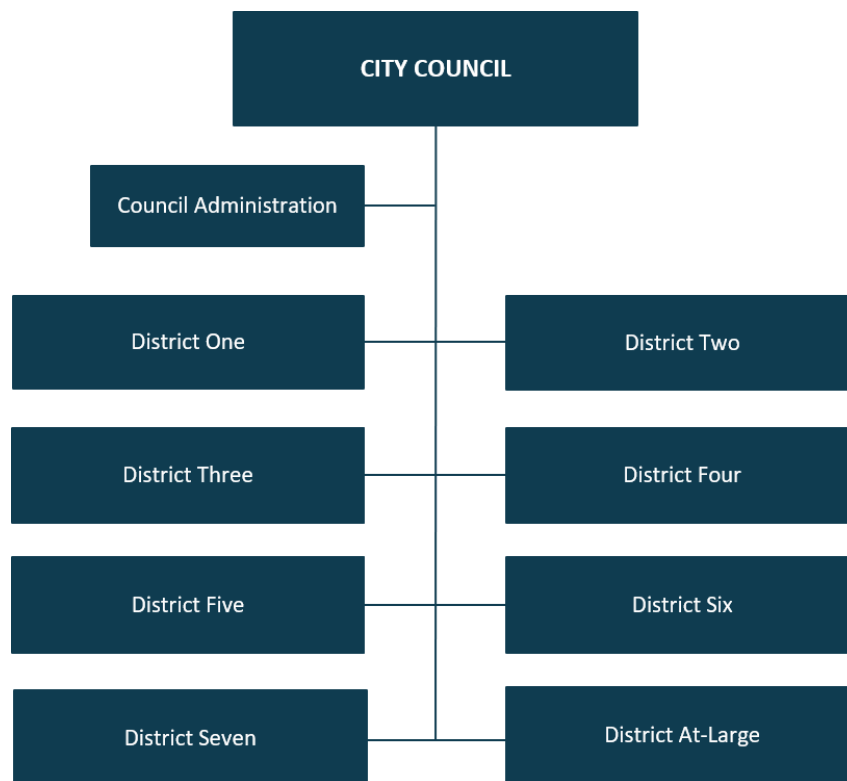 CITY COUNCIL
Council Administration
District One
District Two
District Three
District Four
District Five
District Six
District Seven
District At-Large